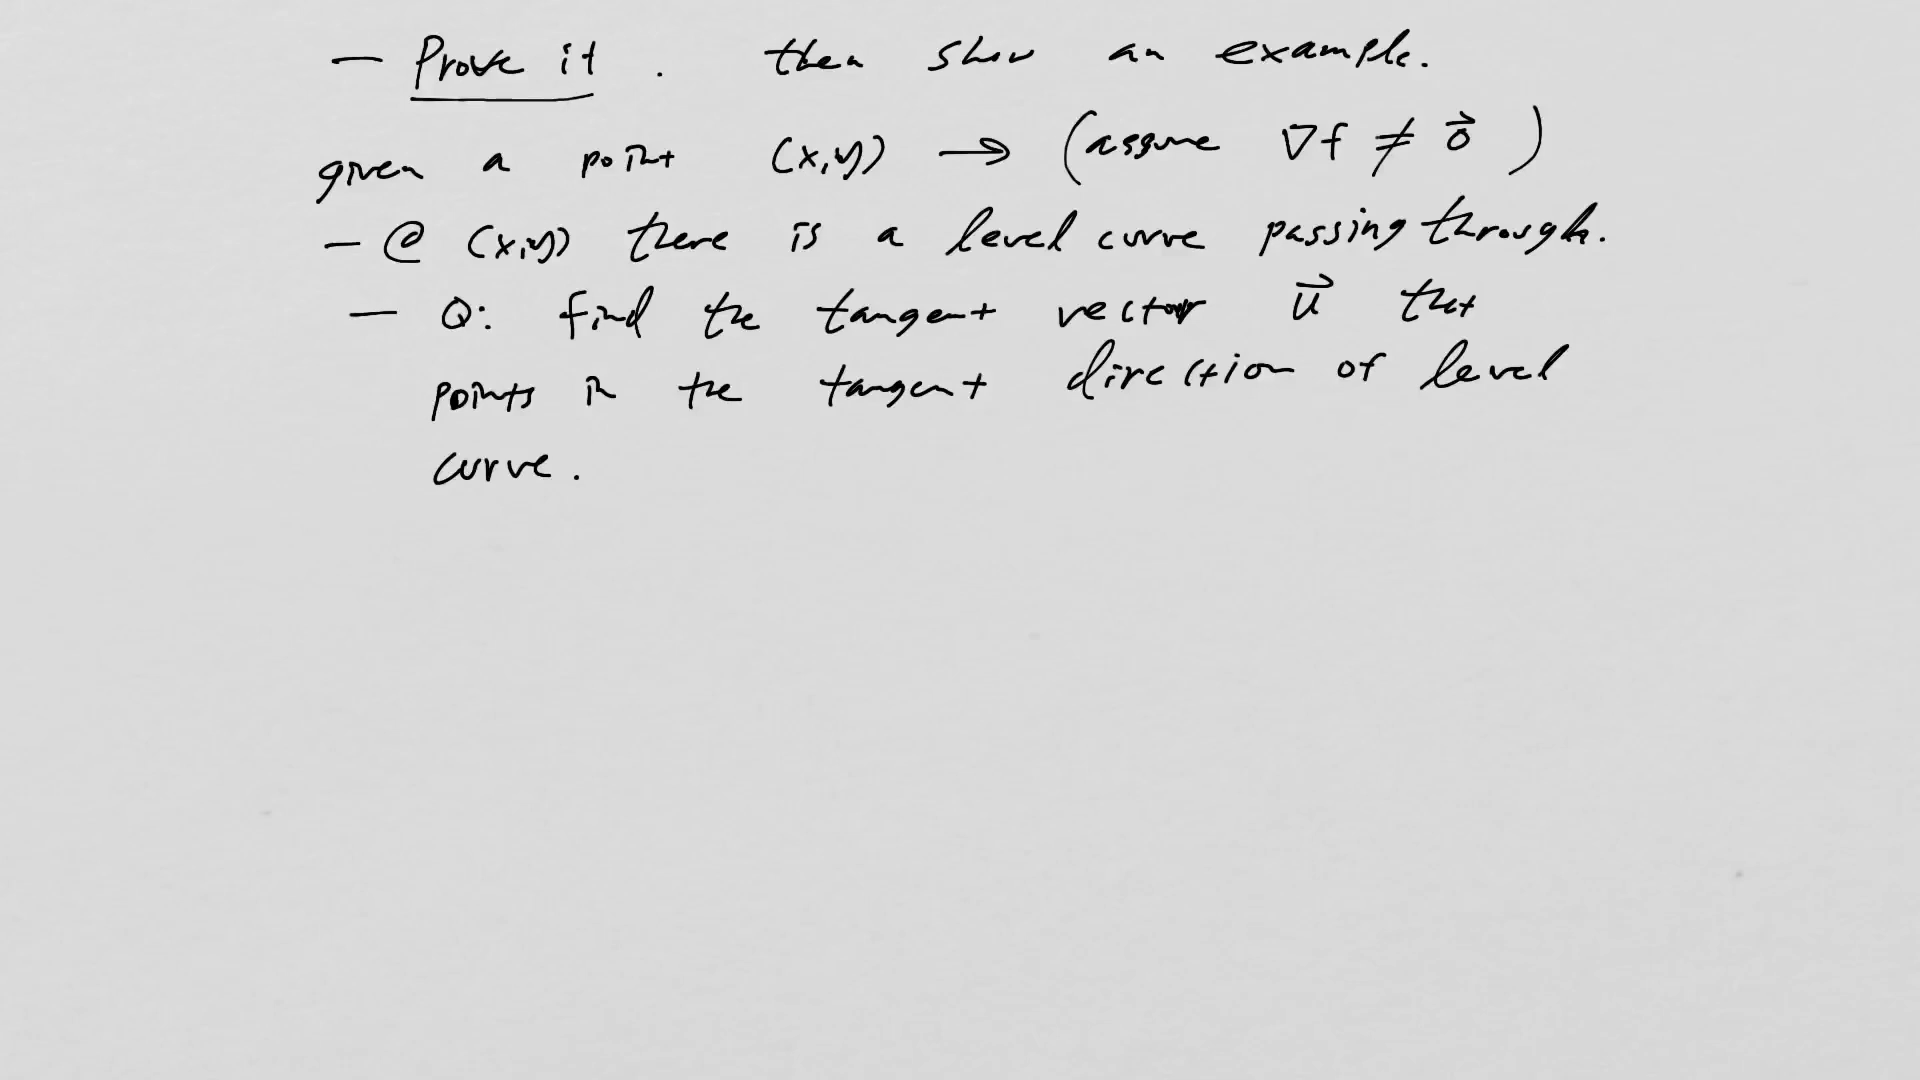 — Prove it . then show an example.
given a point (x,y) → (assume ∇f ≠ 0⃗ )
— @ (x,y) there is a level curve passing through.
— Q: find the tangent vector u⃗ that
points in the tangent direction of level
curve .